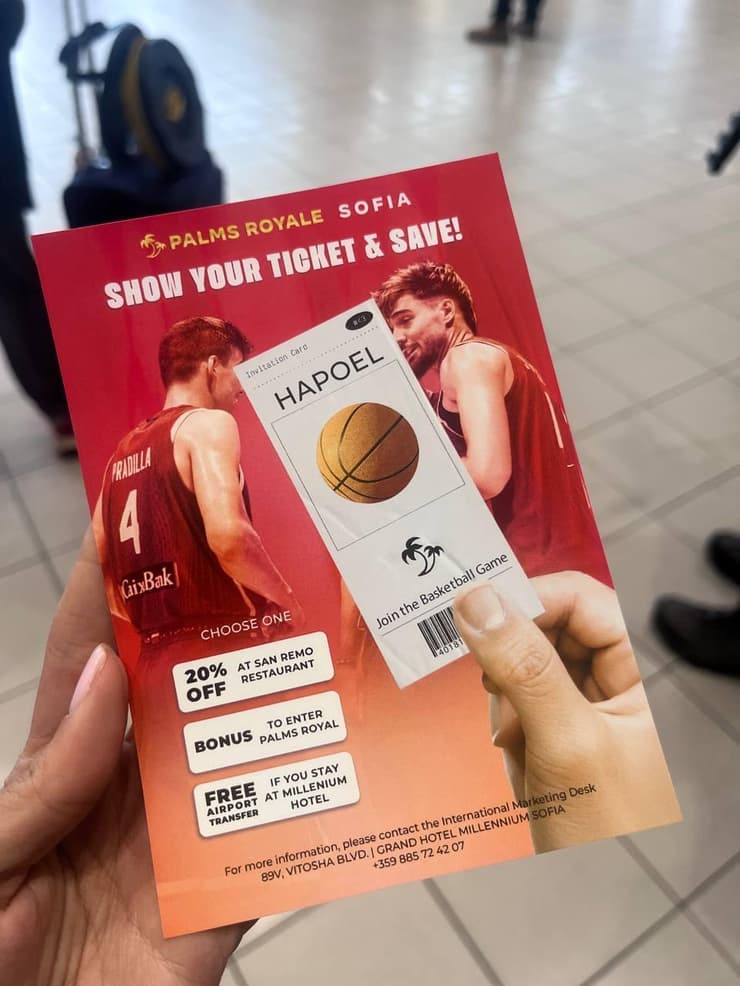 PALMS ROYALE SOFIA
SHOW YOUR TICKET & SAVE!
Invitation Card
HAPOEL
PRADILLA
4
CaixBak
Join the Basketball Game
CHOOSE ONE
20% OFF
AT SAN REMO
RESTAURANT
BONUS
TO ENTER
PALMS ROYAL
FREE
AIRPORT
TRANSFER
IF YOU STAY
AT MILLENIUM
HOTEL
For more information, please contact the International Marketing Desk
89V, VITOSHA BLVD. | GRAND HOTEL MILLENNIUM SOFIA
+359 885 72 42 07